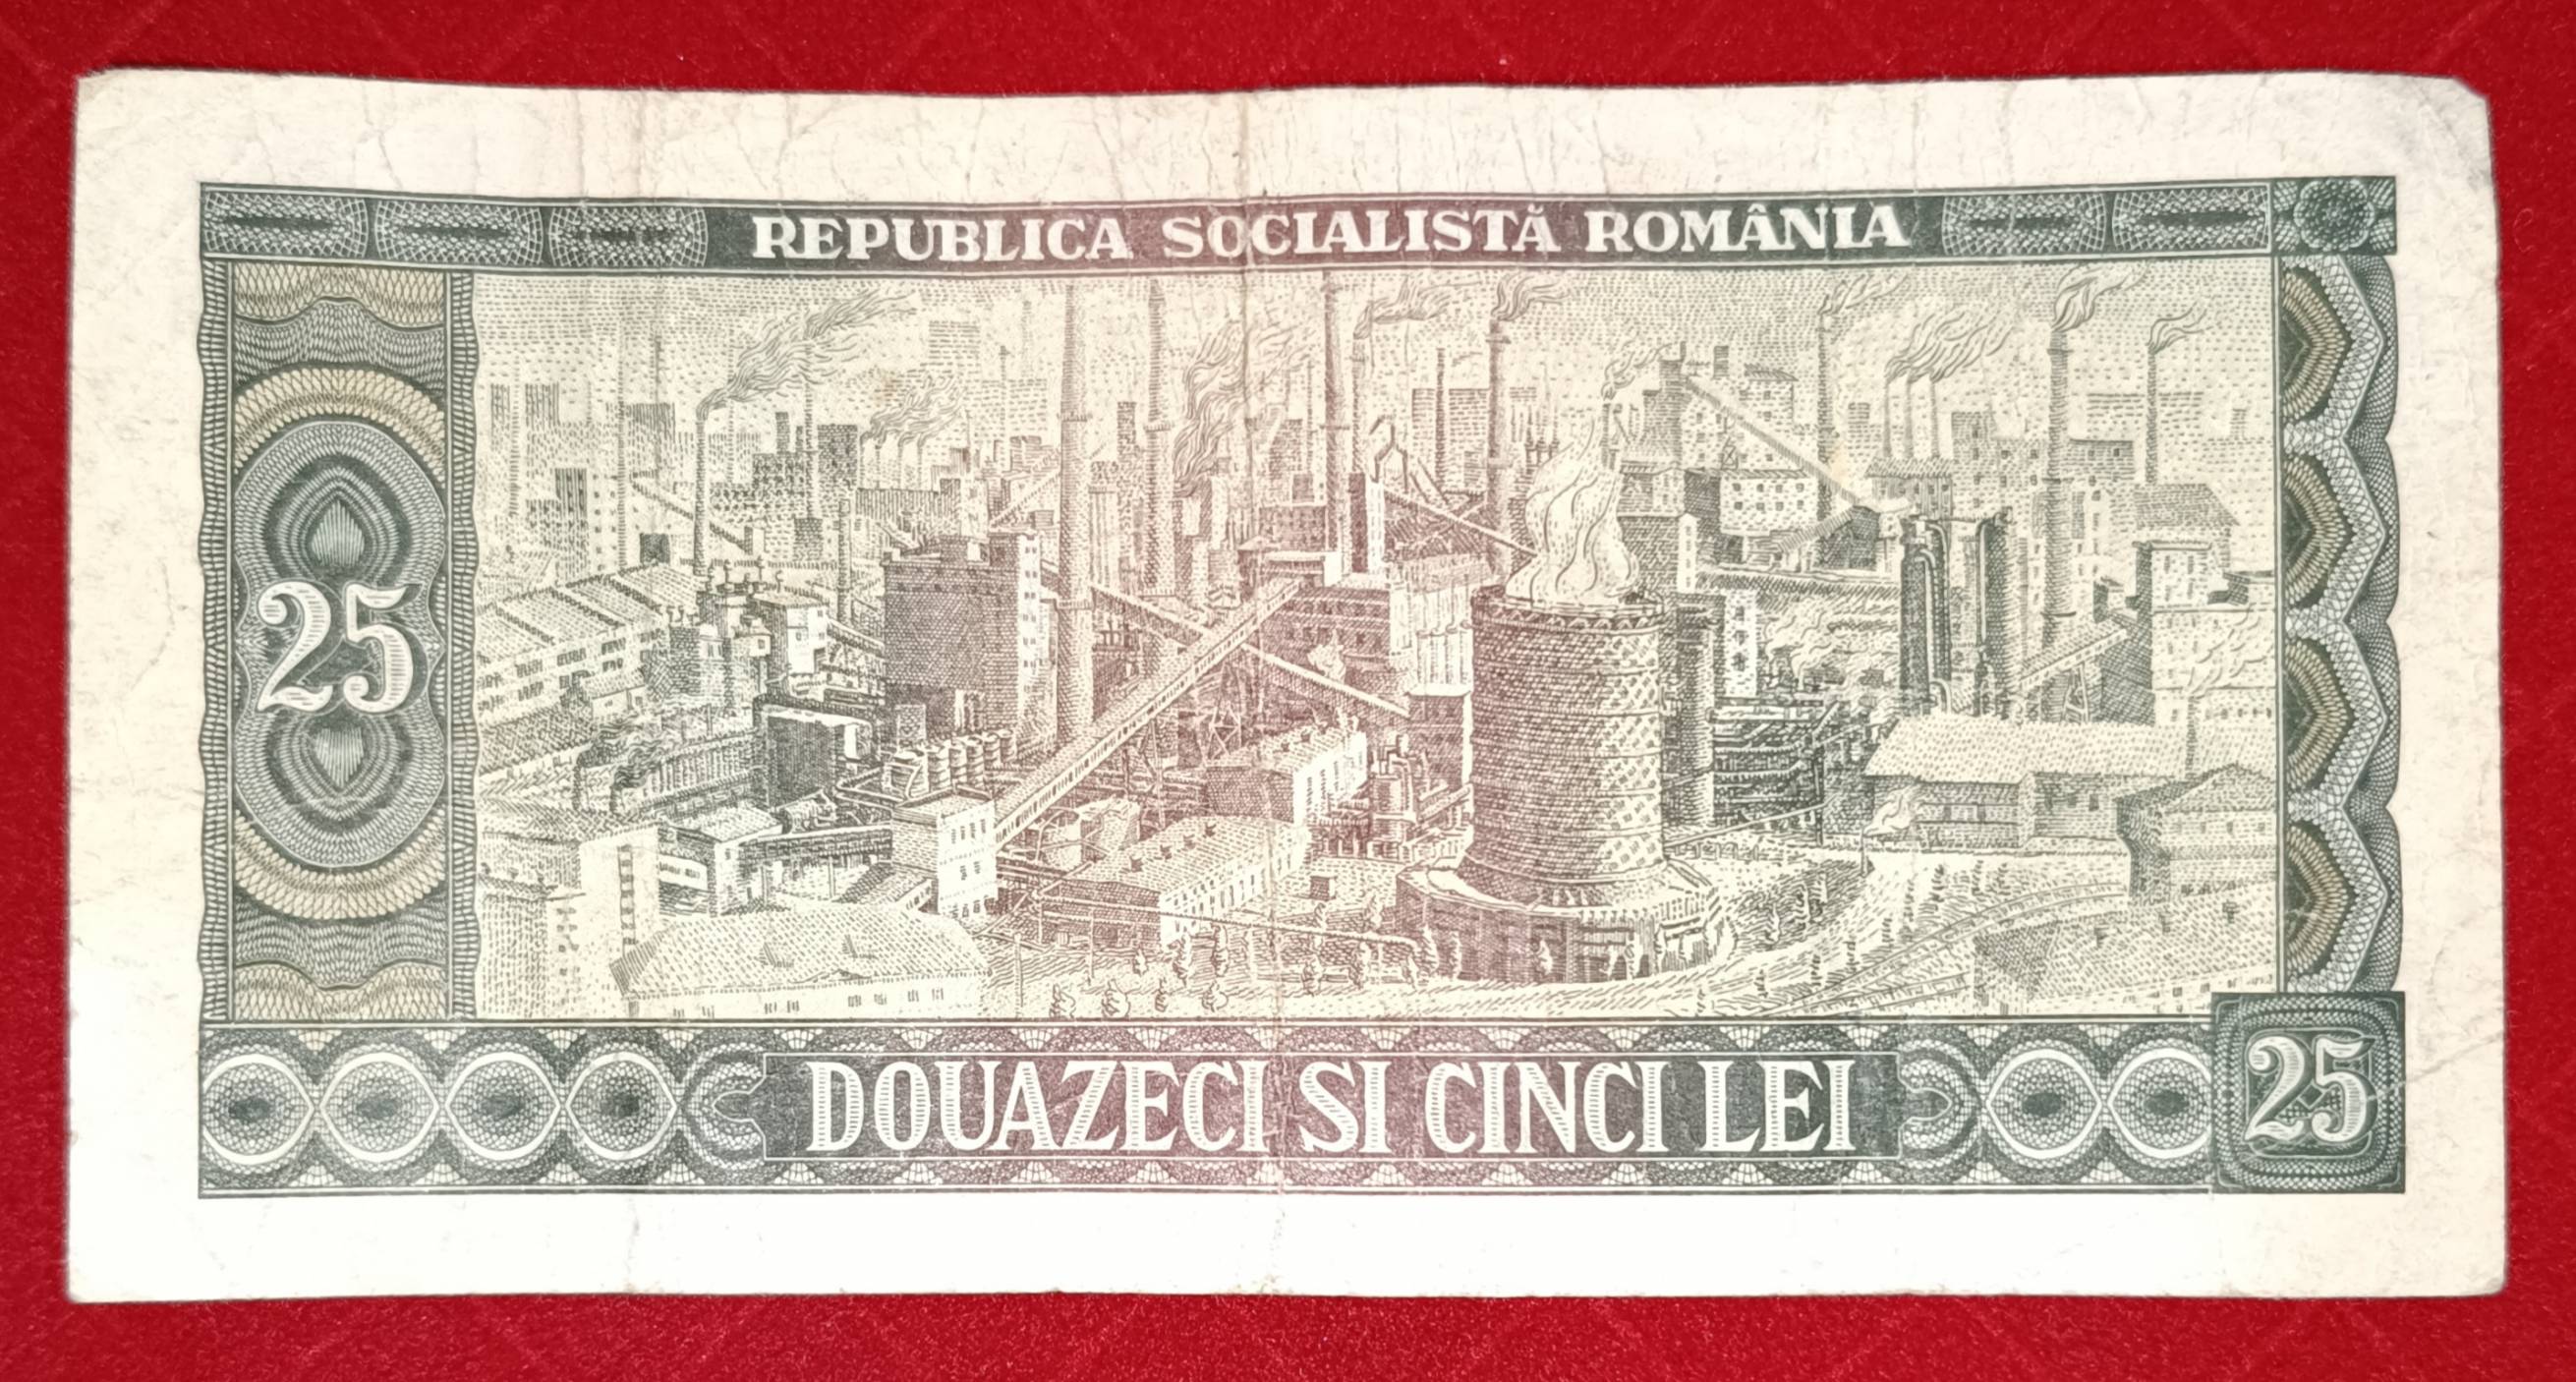 REPUBLICA SOCIALISTĂ ROMÂNIA
25
DOUAZECI SI CINCI LEI
25